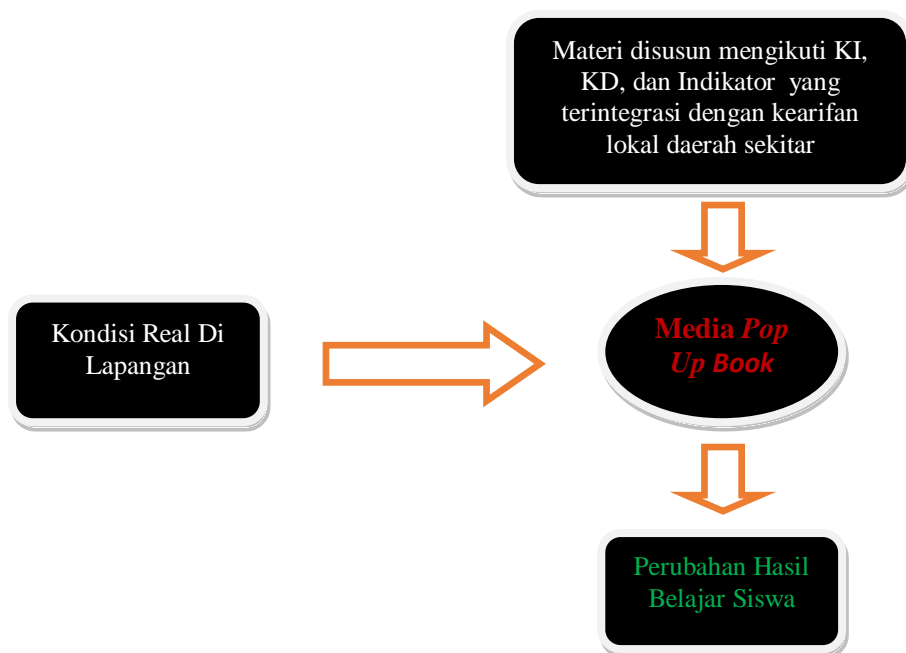 Materi disusun mengikuti KI,
KD, dan Indikator yang
terintegrasi dengan kearifan
lokal daerah sekitar
Kondisi Real Di
Lapangan
Media Pop
Up Book
Perubahan Hasil
Belajar Siswa